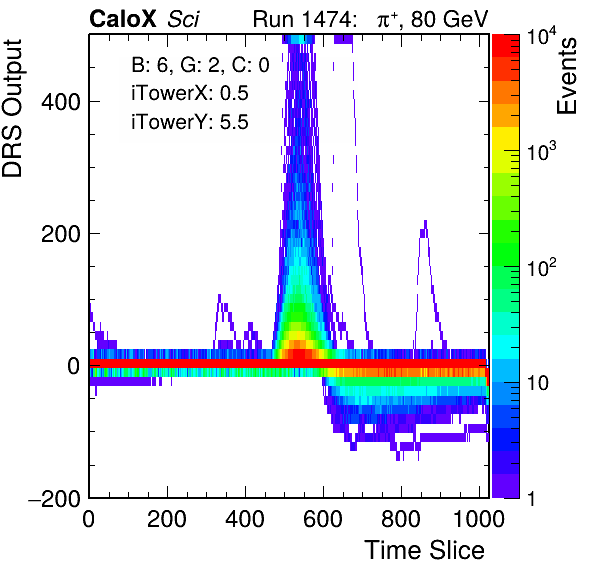 CaloX Sci Run 1474: π⁺, 80 GeV
B: 6, G: 2, C: 0
iTowerX: 0.5
iTowerY: 5.5
DRS Output
400
200
0
−200
0 200 400 600 800 1000
Time Slice
Events
10⁴
10³
10²
10
1